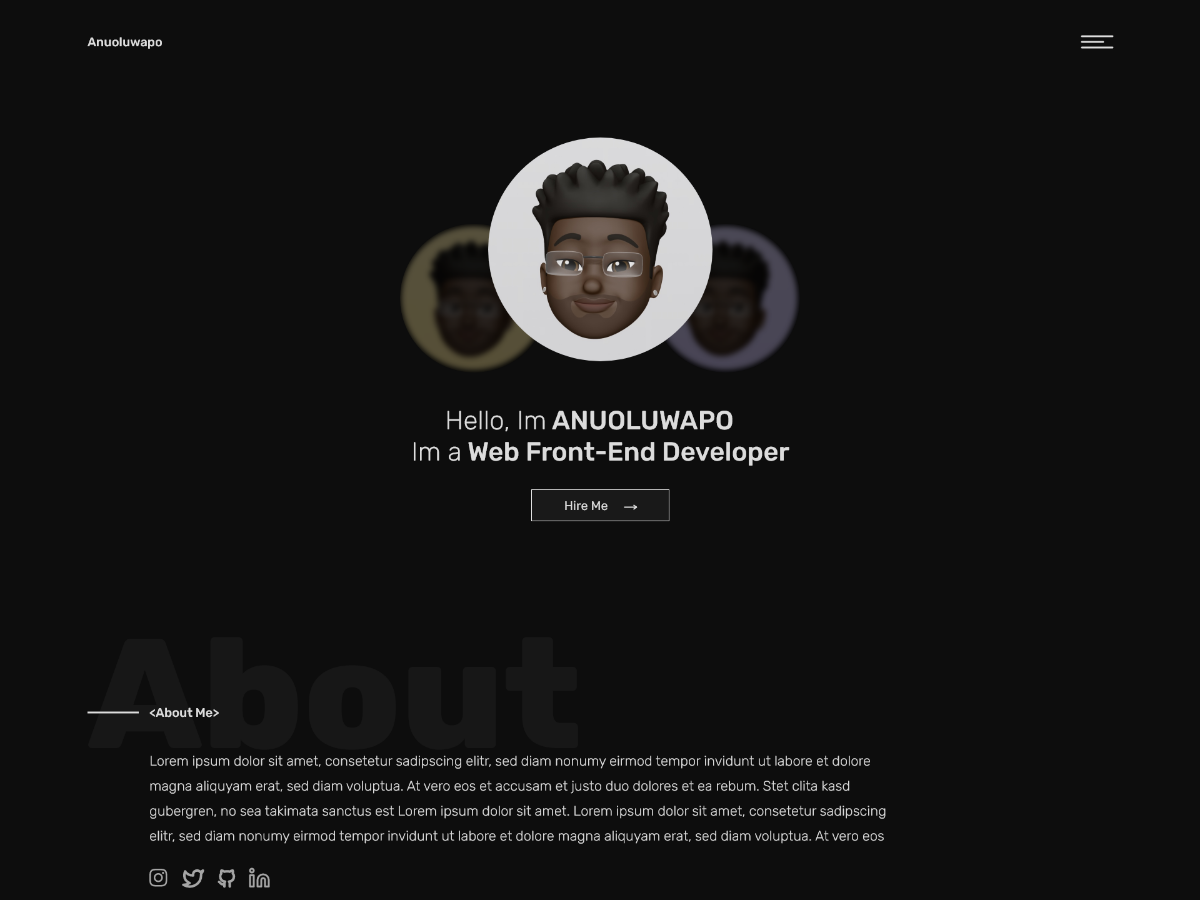 Anuoluwapo
Hello, Im ANUOLUWAPO
Im a Web Front-End Developer
Hire Me →
About
<About Me>
Lorem ipsum dolor sit amet, consetetur sadipscing elitr, sed diam nonumy eirmod tempor invidunt ut labore et dolore
magna aliquyam erat, sed diam voluptua. At vero eos et accusam et justo duo dolores et ea rebum. Stet clita kasd
gubergren, no sea takimata sanctus est Lorem ipsum dolor sit amet. Lorem ipsum dolor sit amet, consetetur sadipscing
elitr, sed diam nonumy eirmod tempor invidunt ut labore et dolore magna aliquyam erat, sed diam voluptua. At vero eos